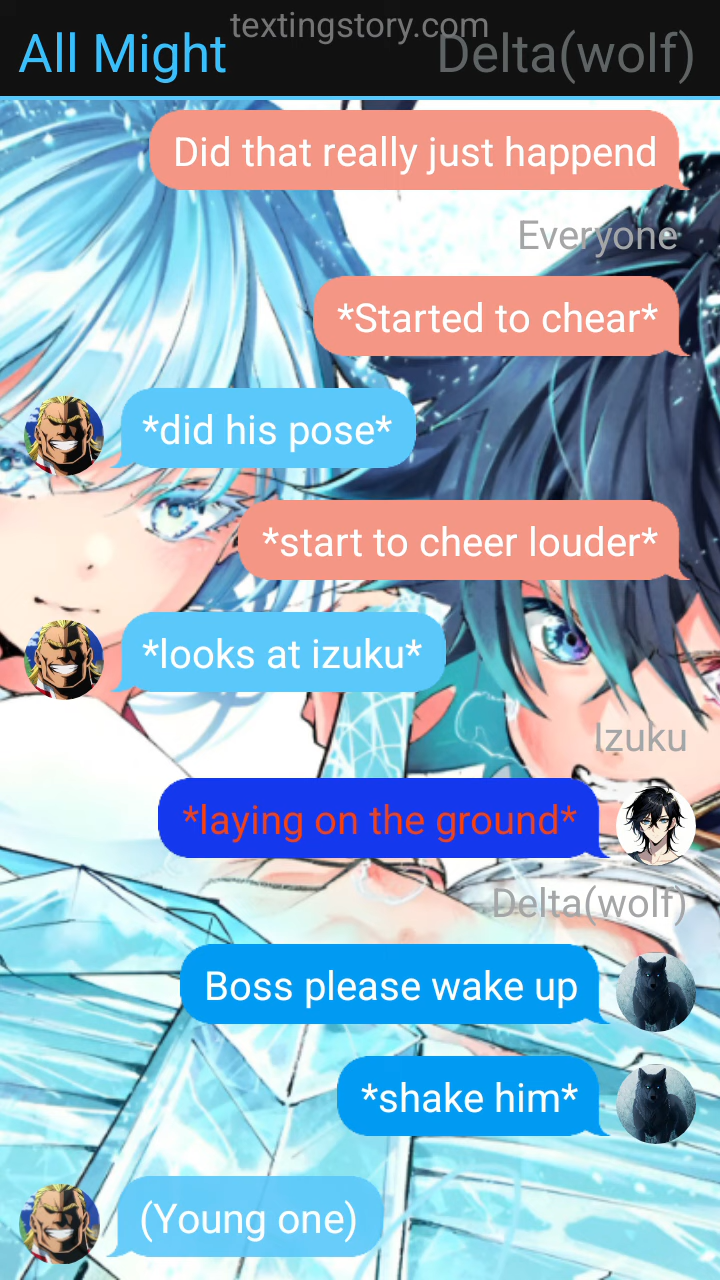 textingstory.com
All Might
Delta(wolf)
Did that really just happend
Everyone
*Started to chear*
*did his pose*
*start to cheer louder*
*looks at izuku*
Izuku
*laying on the ground*
Delta(wolf)
Boss please wake up
*shake him*
(Young one)